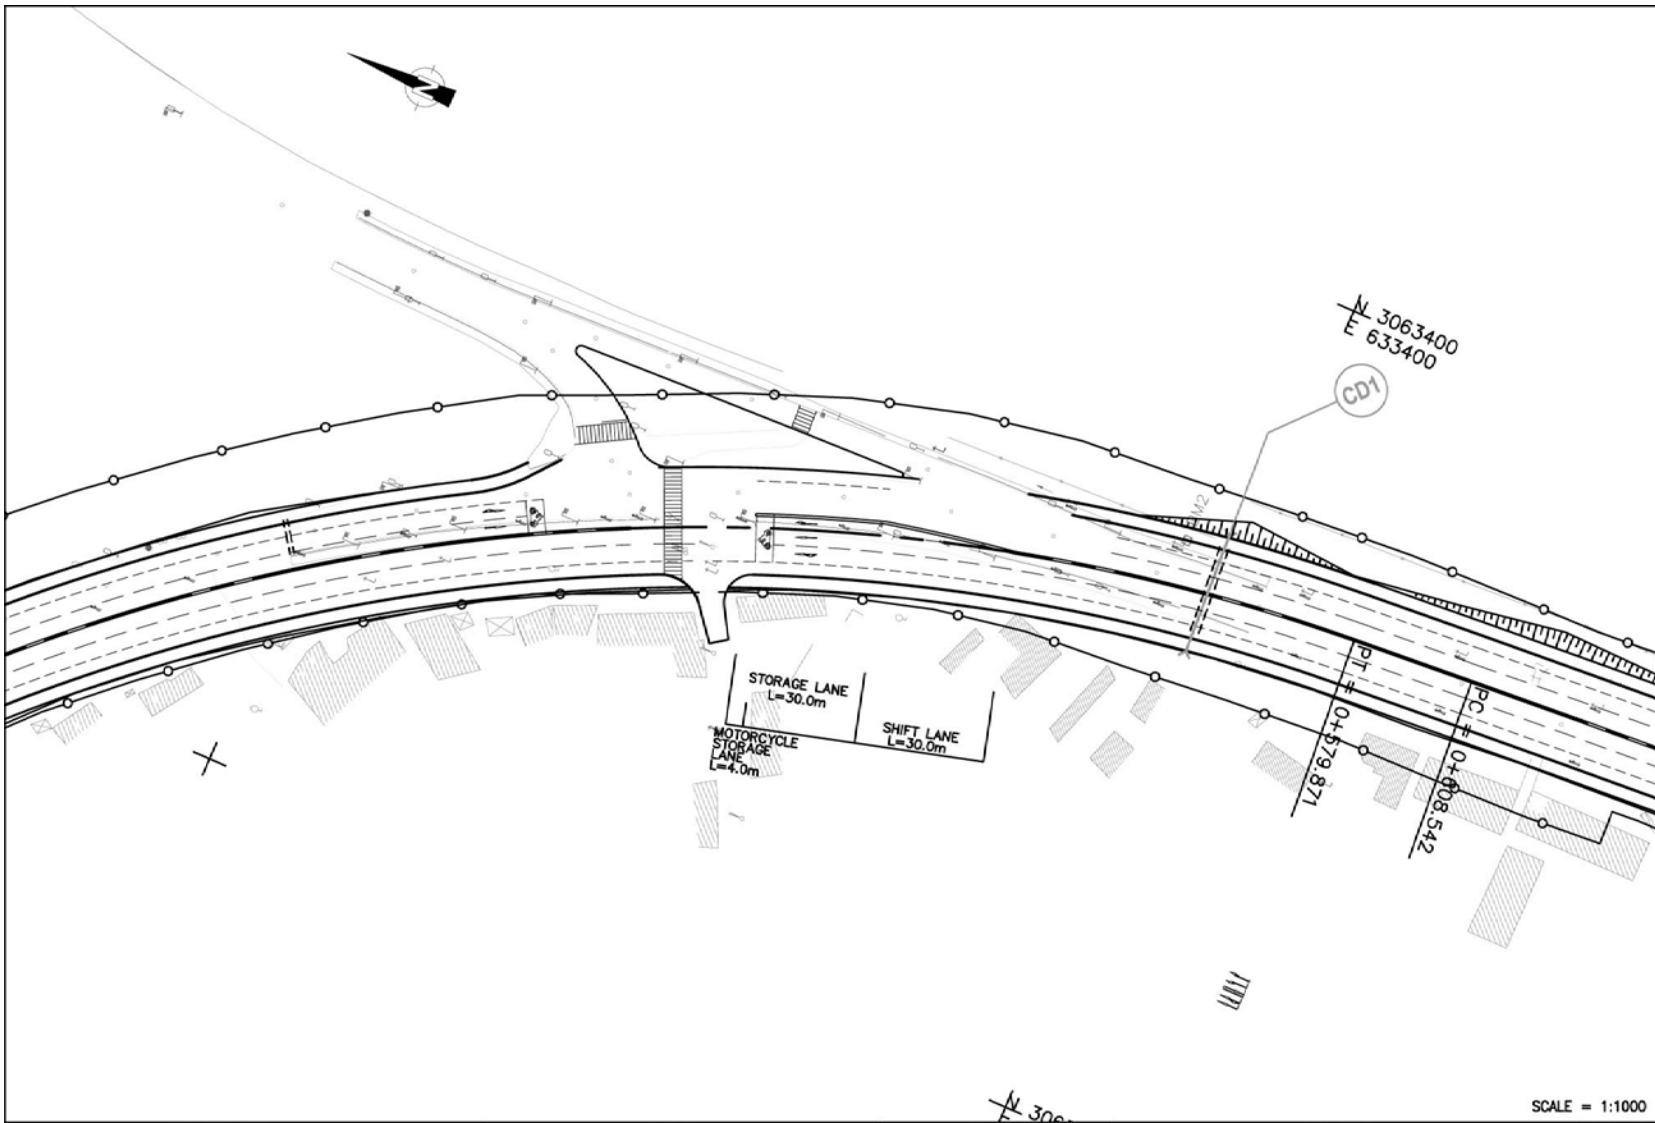 N
N 3063400
E 633400
CD1
M2
STORAGE LANE
L=30.0m
SHIFT LANE
L=30.0m
MOTORCYCLE
STORAGE
LANE
L=4.0m
PT = 0+579.871
PC = 0+608.542
SCALE = 1:1000